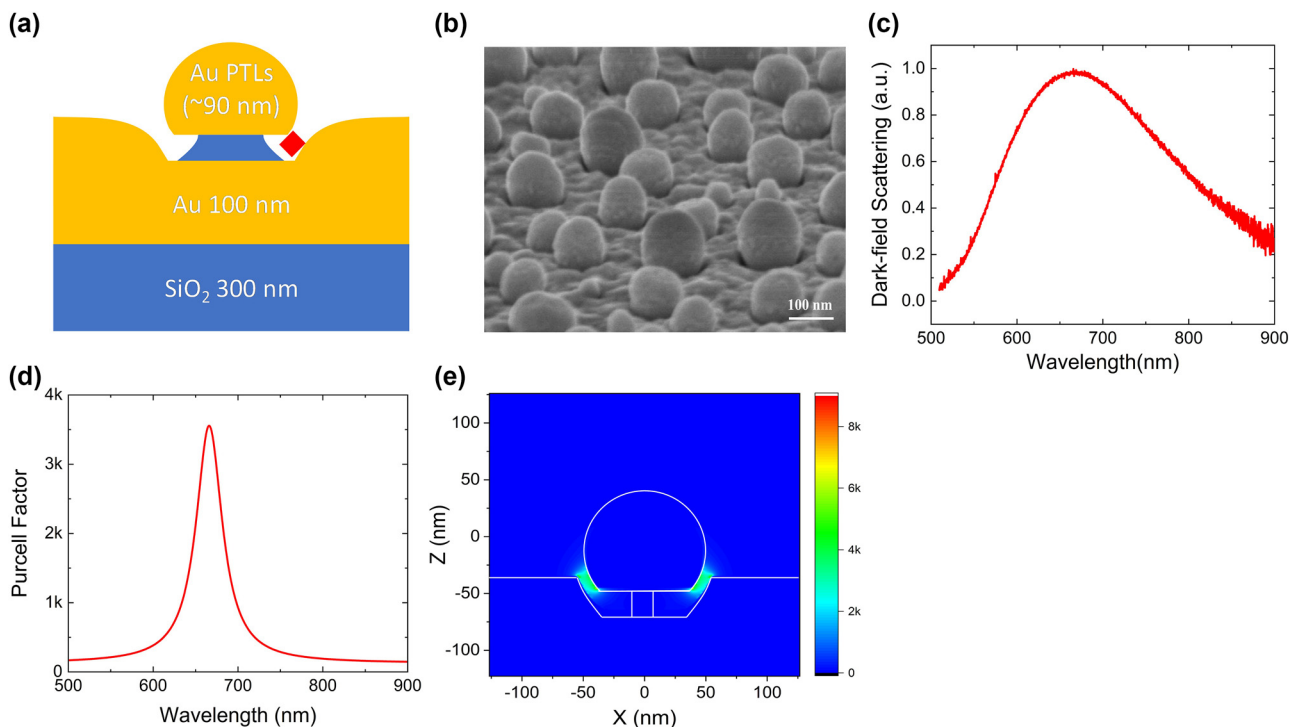 (a)
Au PTLs
(~90 nm)
Au 100 nm
SiO₂ 300 nm
(b)
100 nm
(c)
Dark-field Scattering (a.u.)
1.0
0.8
0.6
0.4
0.2
0.0
500 600 700 800 900
Wavelength(nm)
(d)
Purcell Factor
4k
3k
2k
1k
0
500 600 700 800 900
Wavelength (nm)
(e)
Z (nm)
100
50
0
-50
-100
-100 -50 0 50 100
X (nm)
8k
6k
4k
2k
0